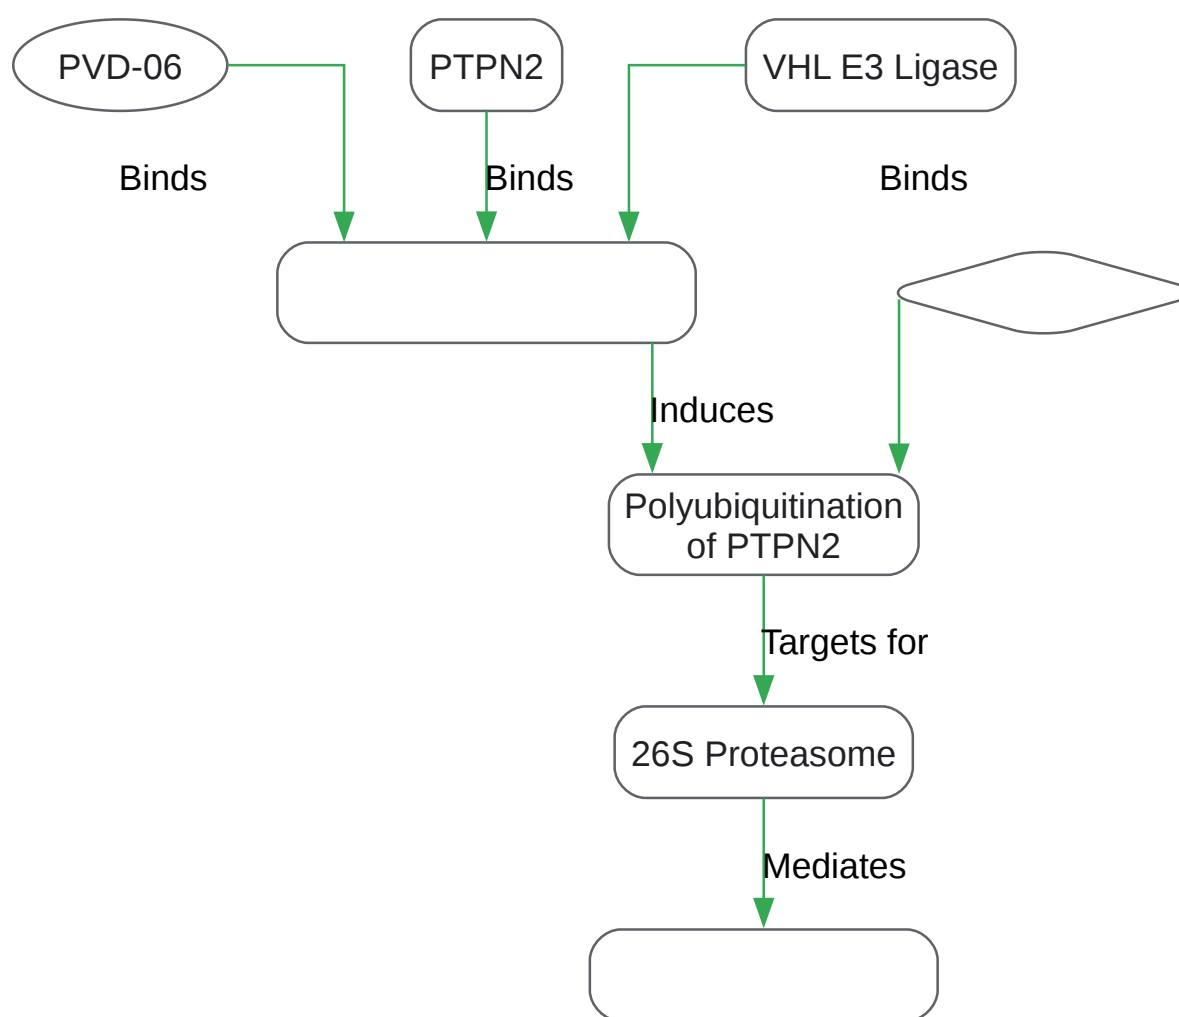 PVD-06
PTPN2
VHL E3 Ligase
Binds
Binds
Binds
Induces
Polyubiquitination
of PTPN2
Targets for
26S Proteasome
Mediates